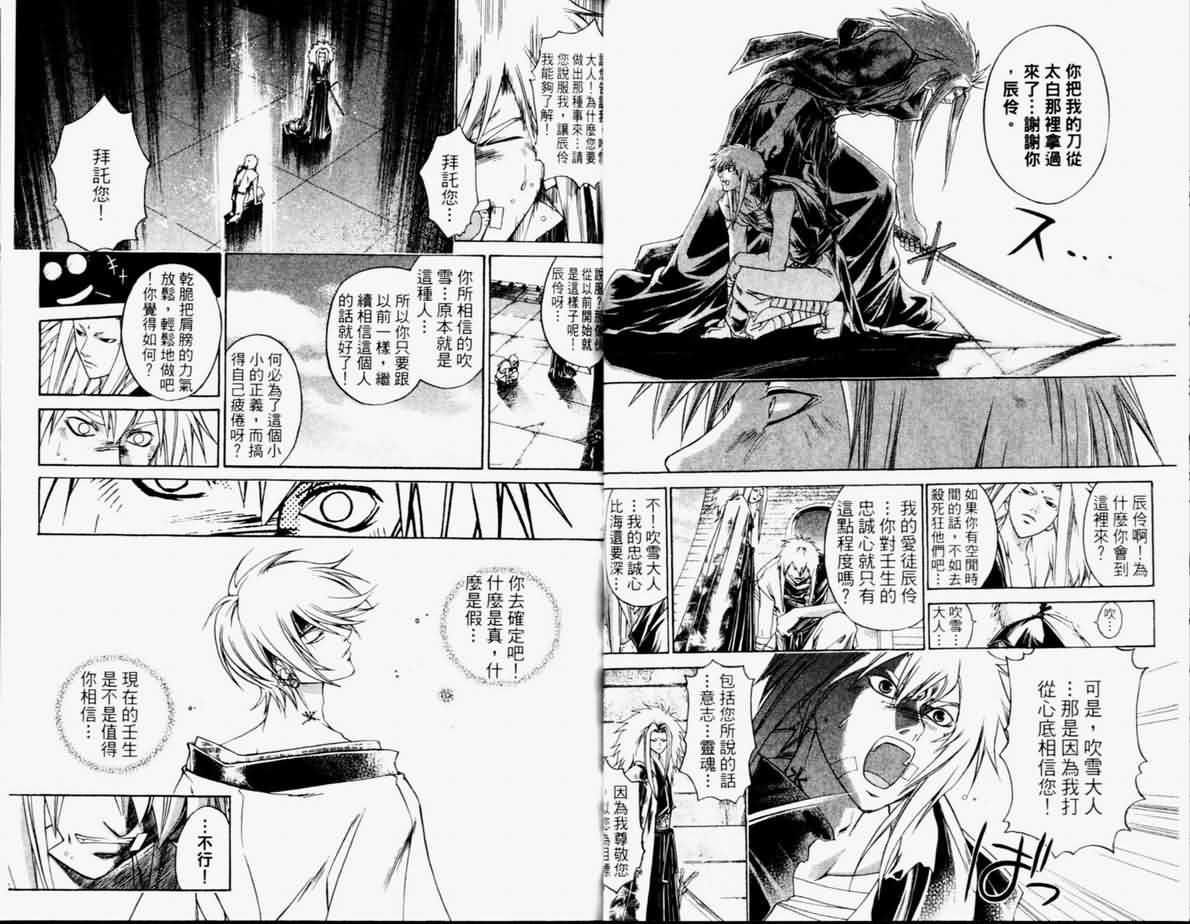 你把我的刀從
太白那裡拿過
來了…謝謝你
，辰伶。
ス…
辰伶啊！為
什麼你會到
這裡來？
如果你有空閒時
間的話，不如去
殺死狂他們吧…
我的愛徒辰伶
…你對壬生的
忠誠心就只有
這點程度嗎？
不！吹雪大人
…我的忠誠心
比海還要深…
吹…
吹雪
大人…
可是，吹雪大人
…那是因為我打
從心底相信您！
ばっ
包括您所說的話
…意志…靈魂…
因為我尊敬您
大人！為什麼您要
做出那種事來…請
您說服我，讓辰伶
我能夠了解！
拜託您…
拜託您！
從以前開始就
是這樣子呢！
辰伶呀…
你所相信的吹
雪…原本就是
這種人…
所以你只要跟
以前一樣，繼
續相信這個人
的話就好了！
何必為了這個小
小的正義，而搞
得自己疲倦呀？
乾脆把肩膀的力氣
放鬆，輕鬆地做吧
！你覺得如何？
你去確定吧！
什麼是真，什
麼是假…
現在的壬生
是不是值得
你相信…
…不行！